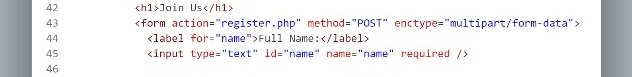 42 <h1>Join Us</h1>
43 <form action="register.php" method="POST" enctype="multipart/form-data">
44 <label for="name">Full Name:</label>
45 <input type="text" id="name" name="name" required />
46